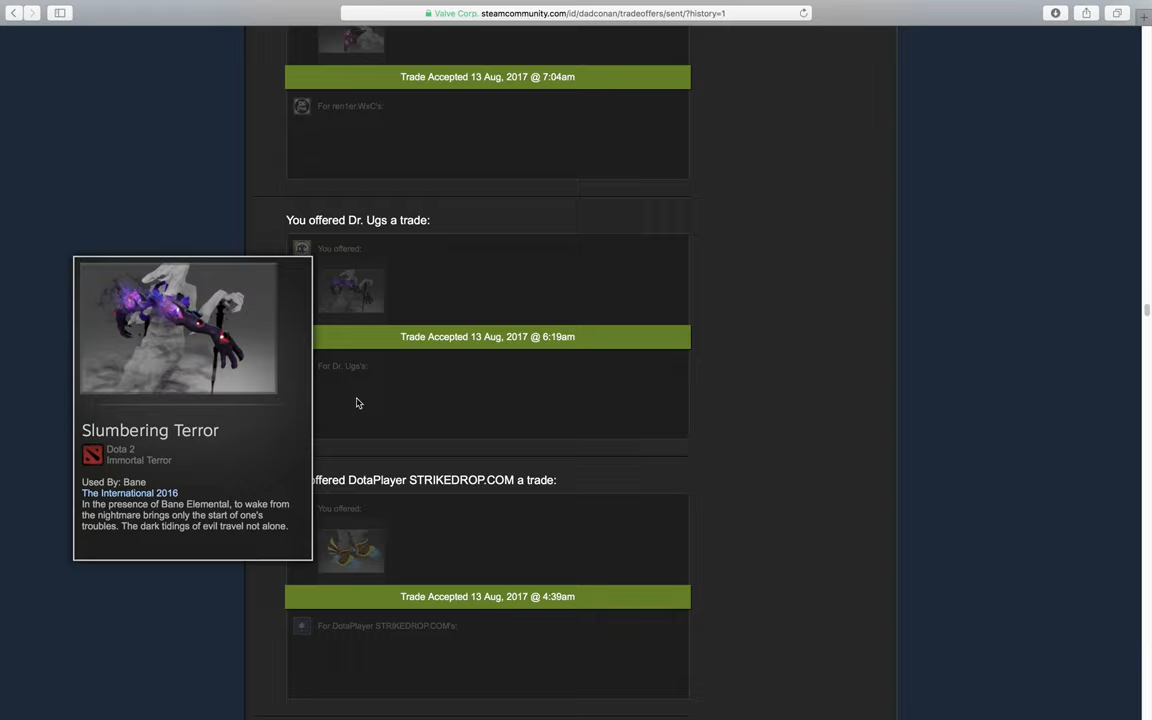 Valve Corp. steamcommunity.com/id/dadconan/tradeoffers/sent/?history=1
Trade Accepted 13 Aug, 2017 @ 7:04am
For ren1er.WxC's:
You offered Dr. Ugs a trade:
You offered:
Trade Accepted 13 Aug, 2017 @ 6:19am
For Dr. Ugs's:
Slumbering Terror
Dota 2
Immortal Terror
Used By: Bane
The International 2016
In the presence of Bane Elemental, to wake from
the nightmare brings only the start of one's
troubles. The dark tidings of evil travel not alone.
offered DotaPlayer STRIKEDROP.COM a trade:
You offered:
Trade Accepted 13 Aug, 2017 @ 4:39am
For DotaPlayer STRIKEDROP.COM's: